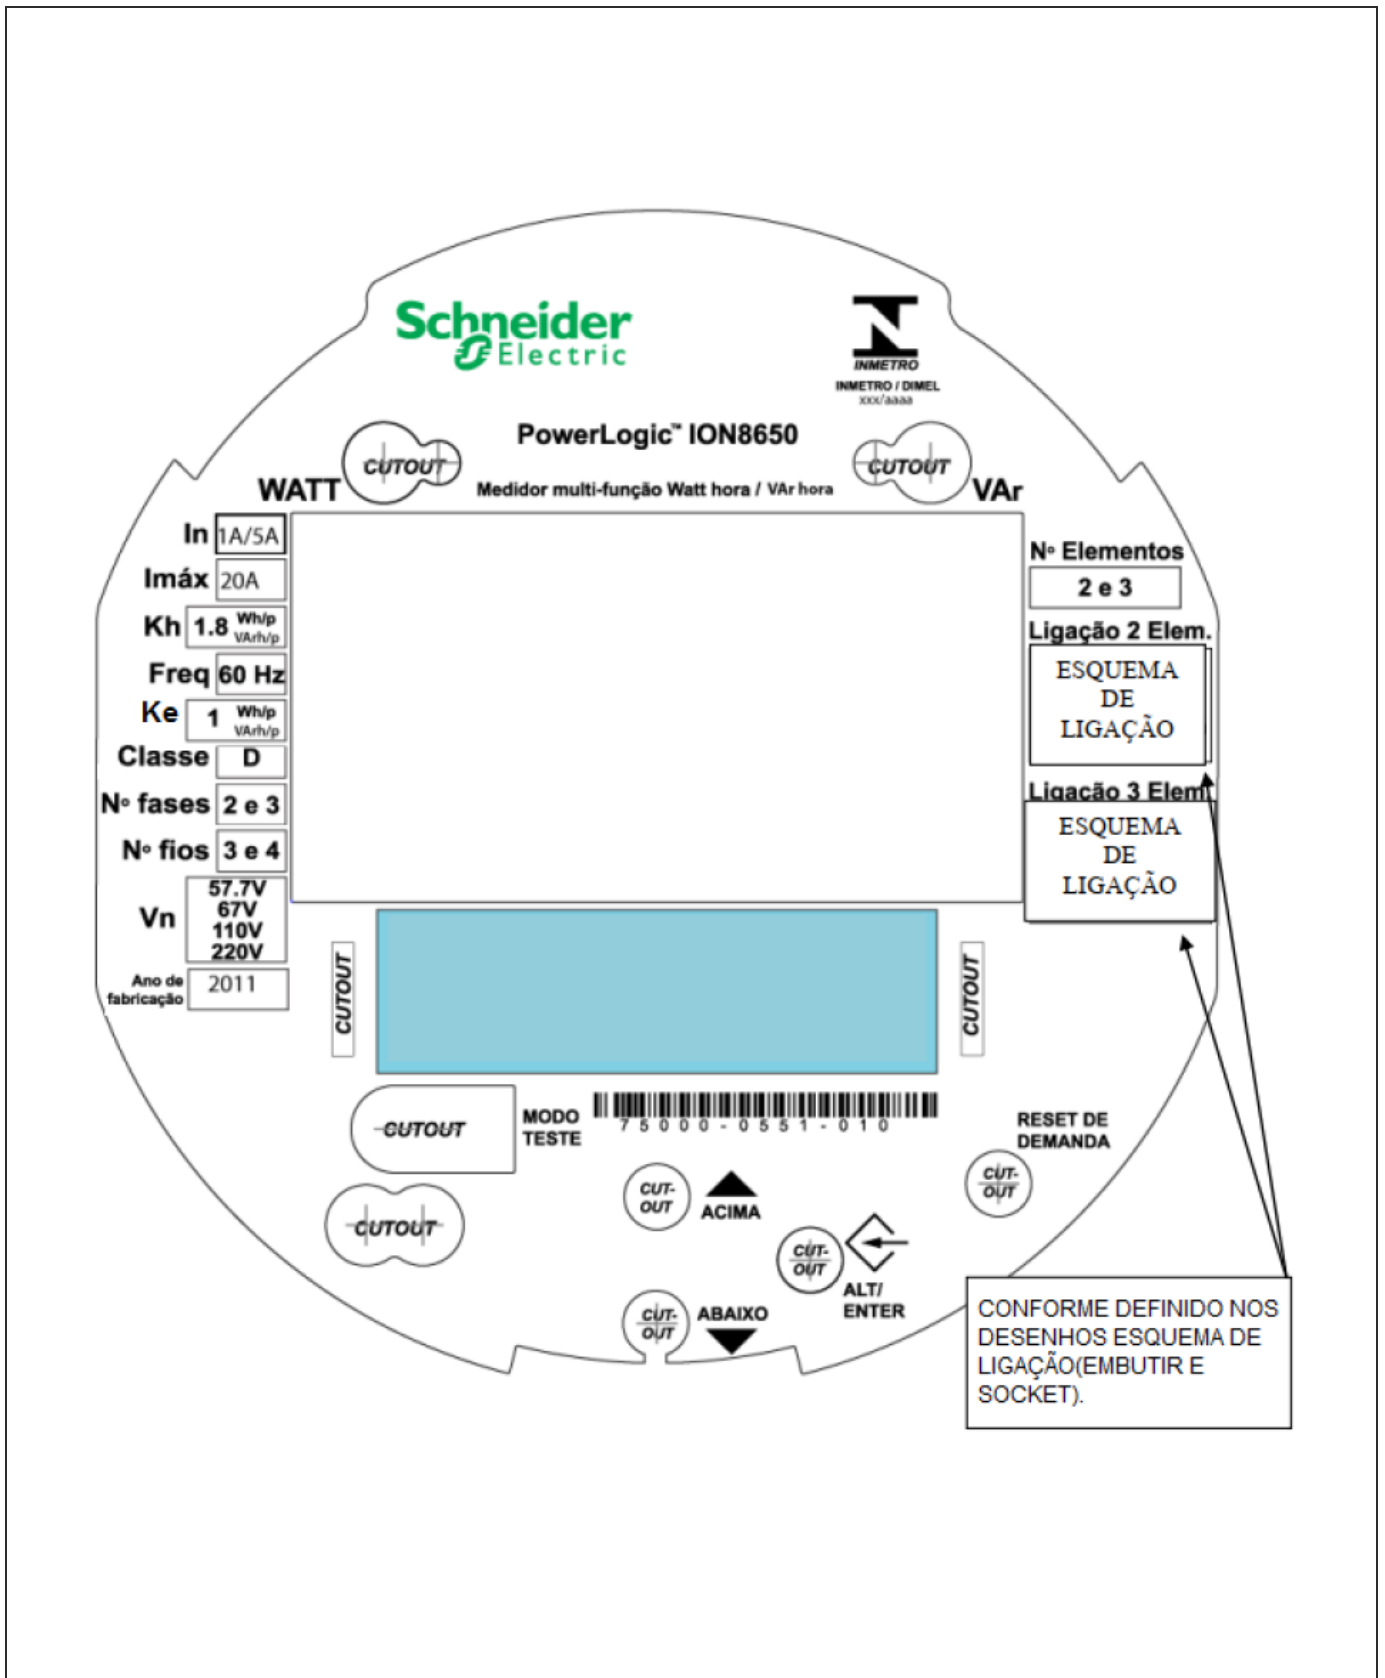 Schneider
Electric
INMETRO
INMETRO / DIMEL
xxx/aaaa
PowerLogic™ ION8650
CUTOUT
CUTOUT
WATT
Medidor multi-função Watt hora / VAr hora
VAr
In 1A/5A
Imáx 20A
Kh 1.8 Wh/p
VArh/p
Freq 60 Hz
Ke 1 Wh/p
VArh/p
Classe D
Nº fases 2 e 3
Nº fios 3 e 4
Vn
57.7V
67V
110V
220V
Ano de
fabricação
2011
Nº Elementos
2 e 3
Ligação 2 Elem.
ESQUEMA
DE
LIGAÇÃO
Ligação 3 Elem.
ESQUEMA
DE
LIGAÇÃO
CUTOUT
CUTOUT
CUTOUT
MODO
TESTE
75000-0551-010
RESET DE
DEMANDA
CUT-
OUT
CUTOUT
CUT-
OUT
ACIMA
CUT-
OUT
ALT/
ENTER
CUT-
OUT
ABAIXO
CONFORME DEFINIDO NOS
DESENHOS ESQUEMA DE
LIGAÇÃO(EMBUTIR E
SOCKET).